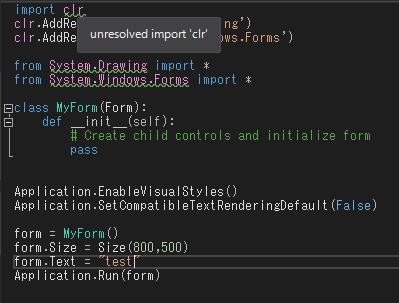 import clr
clr.AddRe ng')
unresolved import 'clr'
clr.AddRe ows.Forms')
from System.Drawing import *
from System.Windows.Forms import *
class MyForm(Form):
def __init__(self):
# Create child controls and initialize form
pass
Application.EnableVisualStyles()
Application.SetCompatibleTextRenderingDefault(False)
form = MyForm()
form.Size = Size(800,500)
form.Text = "test"
Application.Run(form)